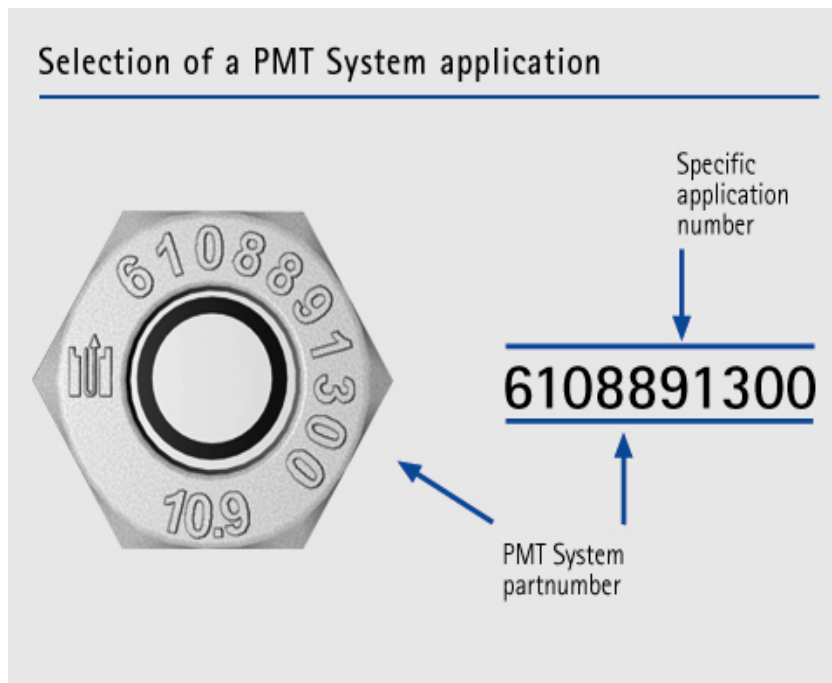 Selection of a PMT System application
Specific
application
number
6108891300
10.9
6108891300
PMT System
partnumber